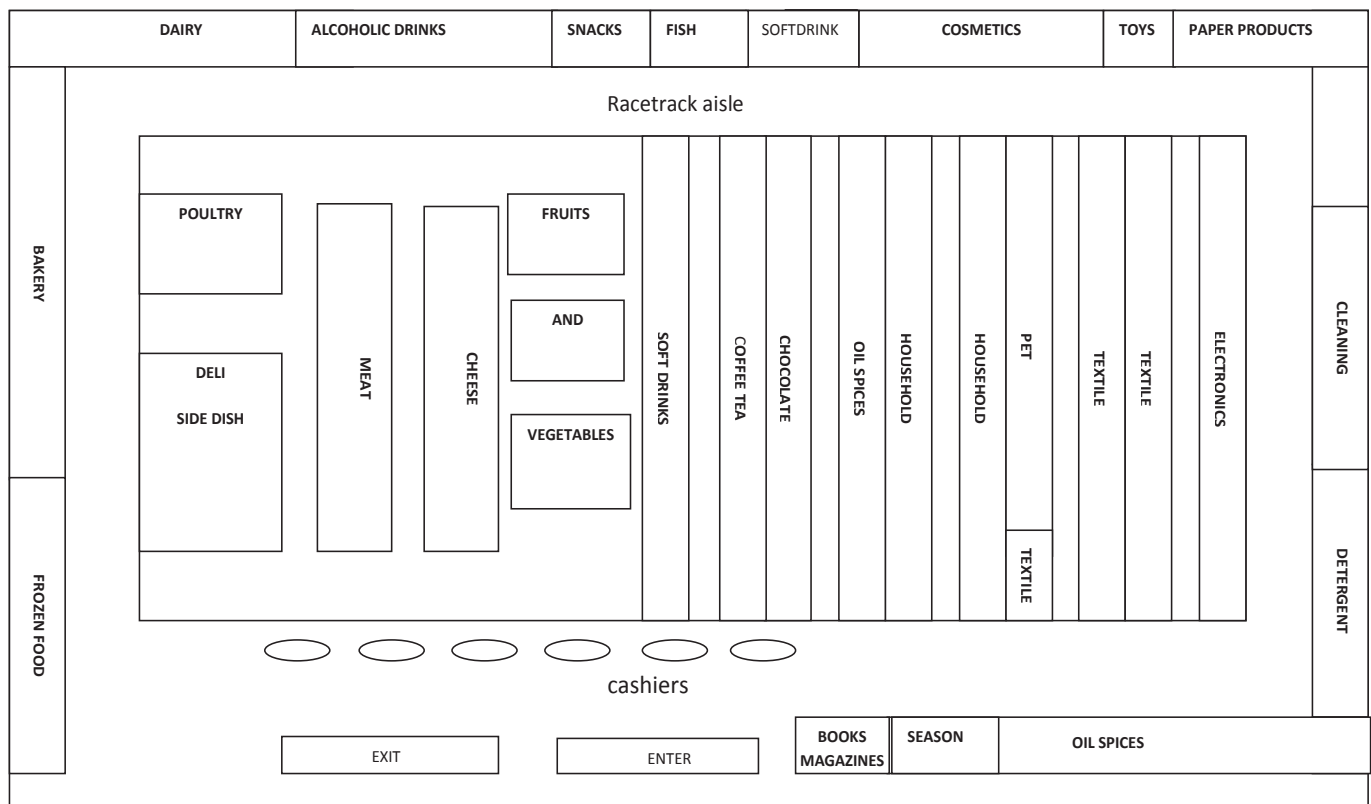 DAIRY
ALCOHOLIC DRINKS
SNACKS
FISH
SOFTDRINK
COSMETICS
TOYS
PAPER PRODUCTS
Racetrack aisle
BAKERY
FROZEN FOOD
POULTRY
DELI
SIDE DISH
MEAT
CHEESE
FRUITS
AND
VEGETABLES
SOFT DRINKS
COFFEE TEA
CHOCOLATE
OIL SPICES
HOUSEHOLD
HOUSEHOLD
PET
TEXTILE
TEXTILE
TEXTILE
ELECTRONICS
CLEANING
DETERGENT
cashiers
EXIT
ENTER
BOOKS
MAGAZINES
SEASON
OIL SPICES